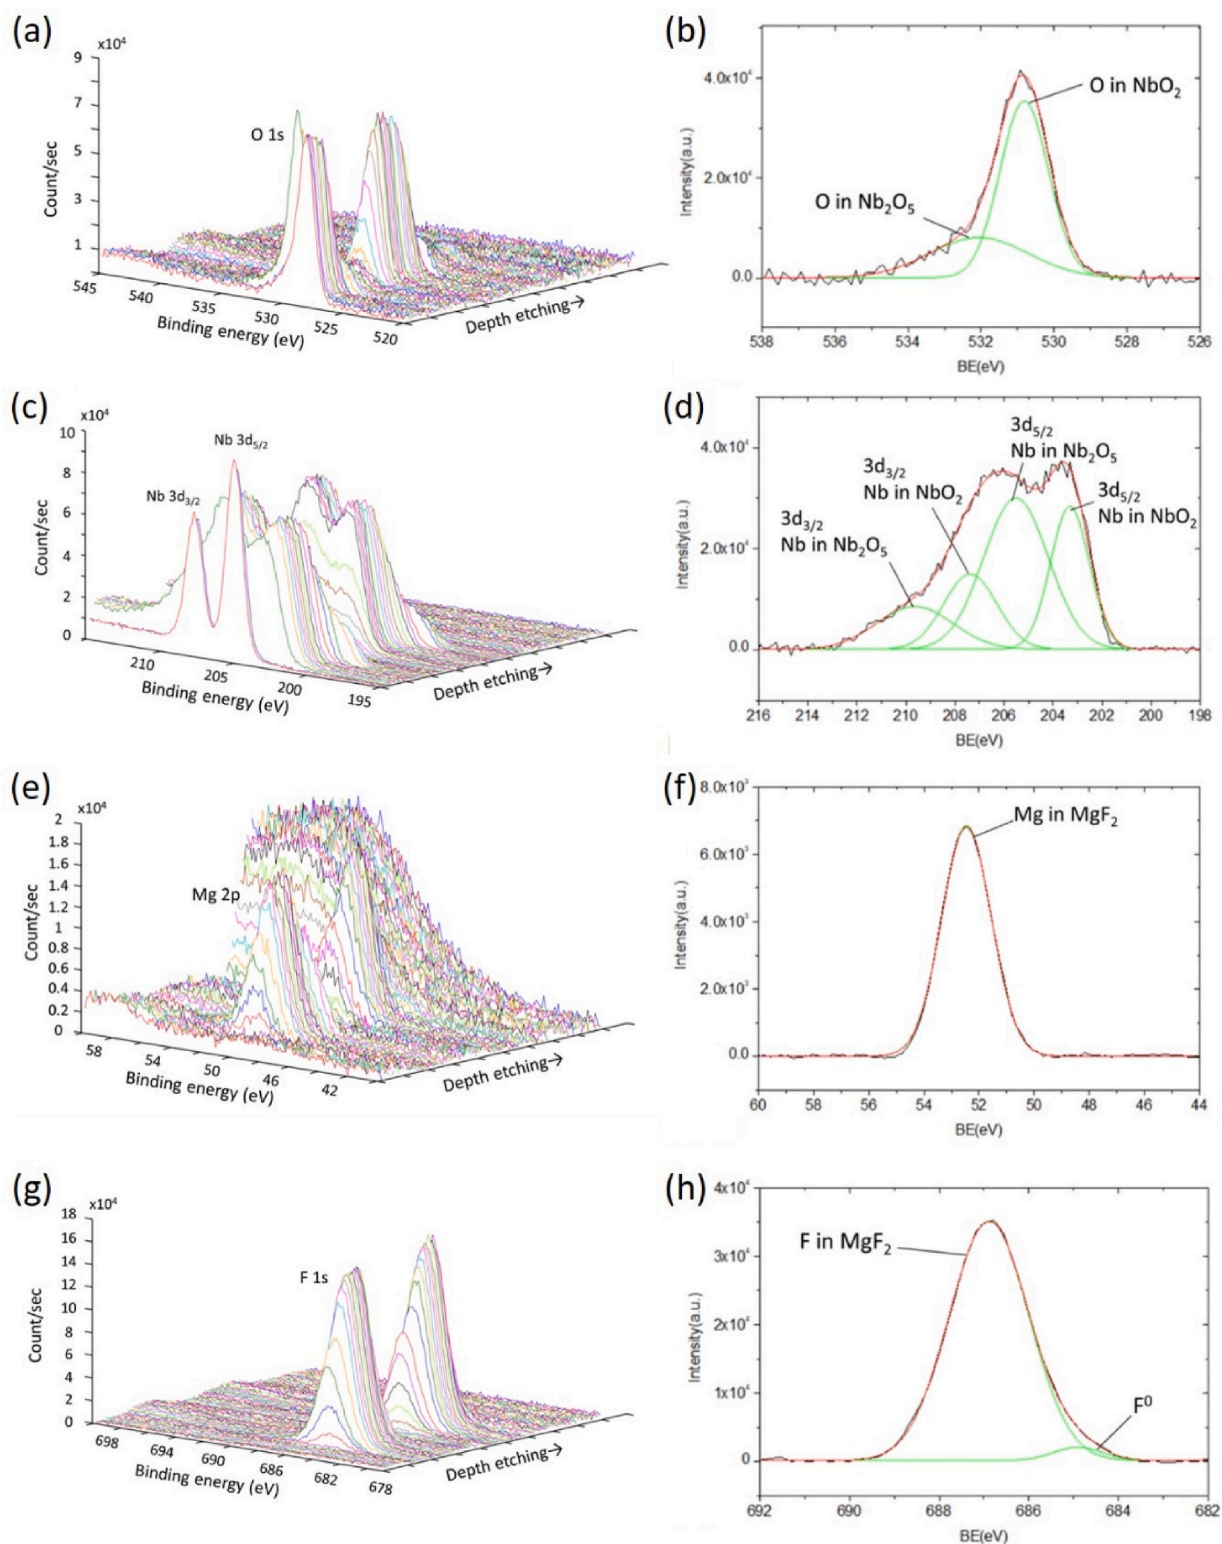 (a)
x10⁴
9
7
5
3
1
Count/sec
O 1s
545
540
535
530
525
520
Binding energy (eV)
Depth etching→
(b)
4.0x10⁴
2.0x10⁴
0.0
Intensity(a.u.)
O in NbO₂
O in Nb₂O₅
538 536 534 532 530 528 526
BE(eV)
(c)
x10⁴
10
8
6
4
2
0
Count/sec
Nb 3d₅/₂
Nb 3d₃/₂
210
205
200
195
Binding energy (eV)
Depth etching→
(d)
4.0x10⁴
2.0x10⁴
0.0
Intensity(a.u.)
3d₅/₂
Nb in Nb₂O₅
3d₃/₂
Nb in NbO₂
3d₅/₂
Nb in NbO₂
3d₃/₂
Nb in Nb₂O₅
216 214 212 210 208 206 204 202 200 198
BE(eV)
(e)
x10⁴
2
1.8
1.6
1.4
1.2
1
0.8
0.6
0.4
0.2
0
Count/sec
Mg 2p
58
54
50
46
42
Binding energy (eV)
Depth etching→
(f)
8.0x10³
6.0x10³
4.0x10³
2.0x10³
0.0
Intensity(a.u.)
Mg in MgF₂
60 58 56 54 52 50 48 46 44
BE(eV)
(g)
x10⁴
18
16
14
12
10
8
6
4
2
0
Count/sec
F 1s
698
694
690
686
682
678
Binding energy (eV)
Depth etching→
(h)
4x10⁴
3x10⁴
2x10⁴
1x10⁴
0
Intensity(a.u.)
F in MgF₂
F⁰
692 690 688 686 684 682
BE(eV)